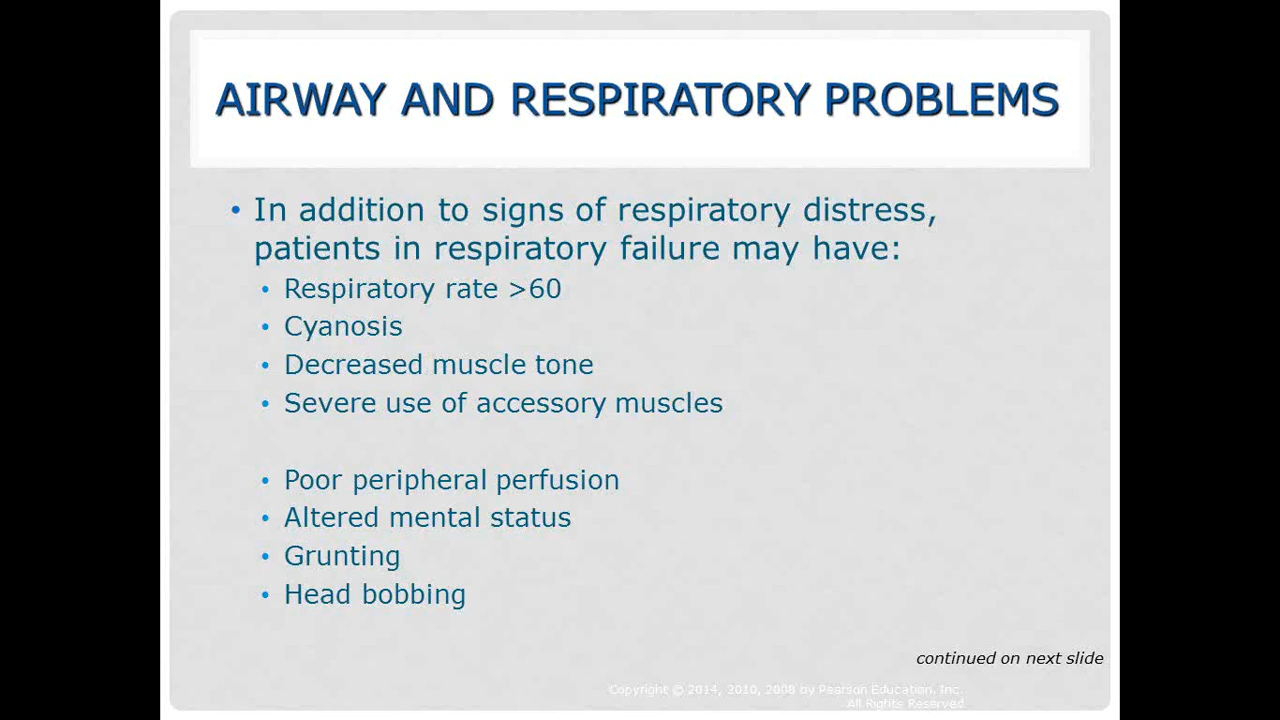 AIRWAY AND RESPIRATORY PROBLEMS
• In addition to signs of respiratory distress,
patients in respiratory failure may have:
• Respiratory rate >60
• Cyanosis
• Decreased muscle tone
• Severe use of accessory muscles
• Poor peripheral perfusion
• Altered mental status
• Grunting
• Head bobbing
continued on next slide
Copyright © 2014, 2010, 2008 by Pearson Education, Inc.
All Rights Reserved